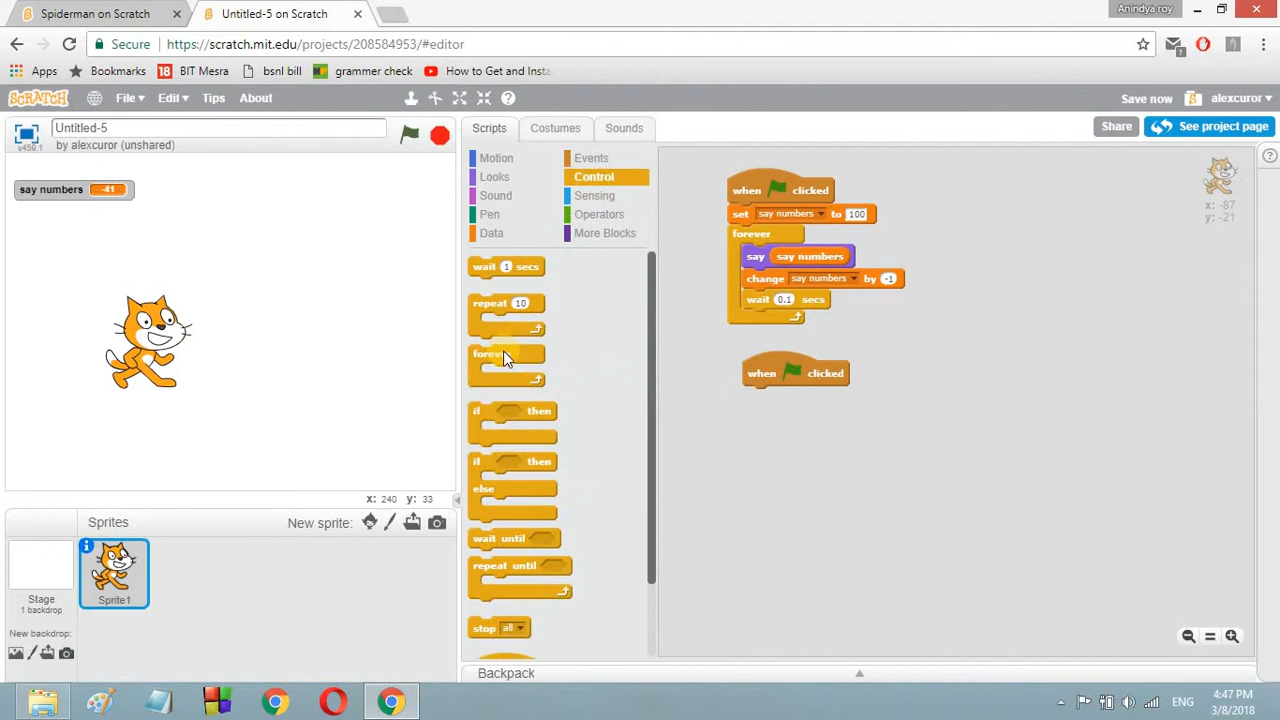 Spiderman on Scratch
Untitled-5 on Scratch
Anindya roy
Secure
https://scratch.mit.edu/projects/208584953/#editor
Apps
Bookmarks
18 BIT Mesra
bsnl bill
grammer check
How to Get and Insta
SCRATCH
File
Edit
Tips
About
Save now
alexcuror
Untitled-5
by alexcuror (unshared)
v459.1
Scripts
Costumes
Sounds
Share
See project page
say numbers -41
Motion
Looks
Sound
Pen
Data
Events
Control
Sensing
Operators
More Blocks
wait 1 secs
repeat 10
forever
if then
if then
else
wait until
repeat until
stop all
when clicked
set say numbers to 100
forever
say say numbers
change say numbers by -1
wait 0.1 secs
when clicked
x: -87
y: -21
x: 240 y: 33
Sprites
New sprite:
Stage
1 backdrop
New backdrop:
Sprite1
Backpack
ENG
4:47 PM
3/8/2018